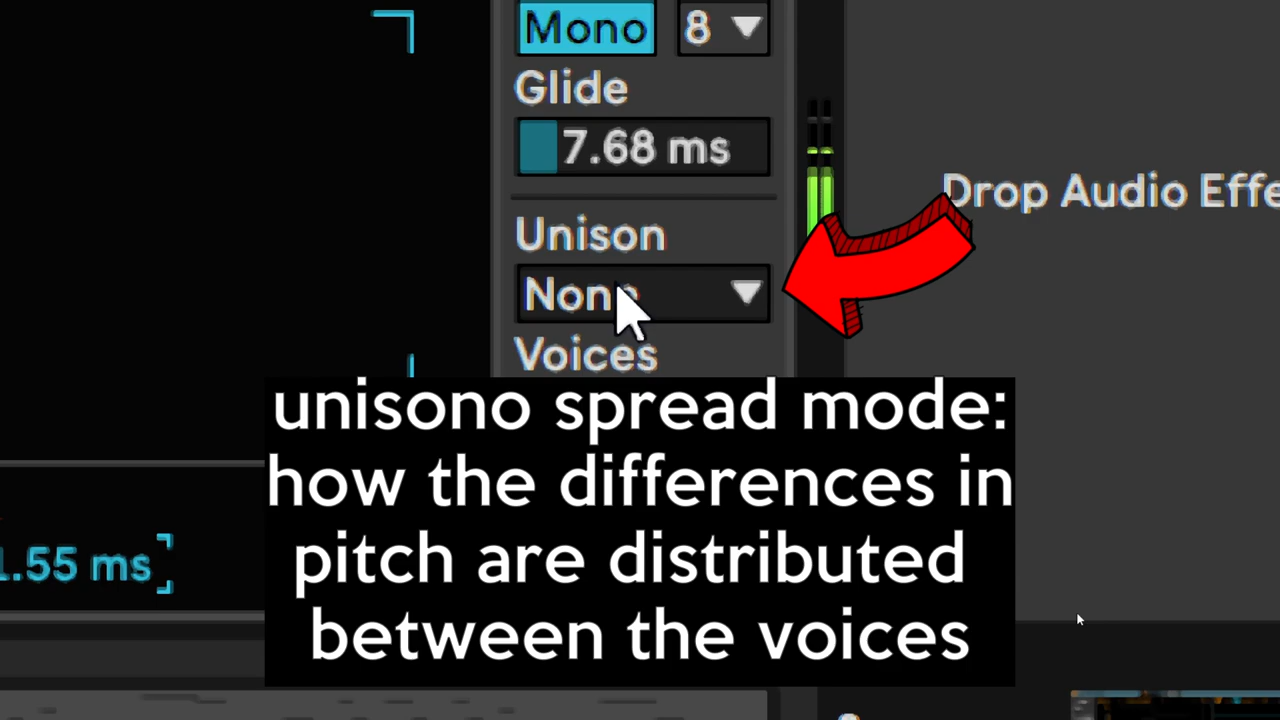 Mono 8
Glide
7.68 ms
Drop Audio Effe
Unison
None
Voices
unisono spread mode:
how the differences in
pitch are distributed
between the voices
1.55 ms